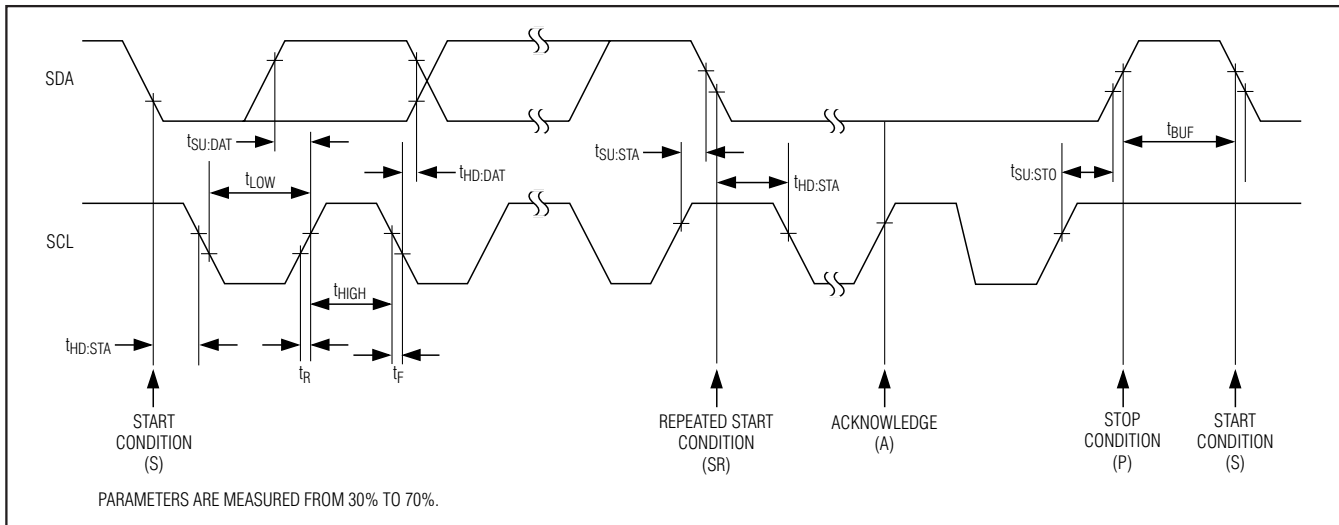 SDA
tSU:DAT
tLOW
tHD:DAT
tSU:STA
tHD:STA
tBUF
tSU:STO
SCL
tHIGH
tHD:STA
tR
tF
START
CONDITION
(S)
REPEATED START
CONDITION
(SR)
ACKNOWLEDGE
(A)
STOP
CONDITION
(P)
START
CONDITION
(S)
PARAMETERS ARE MEASURED FROM 30% TO 70%.